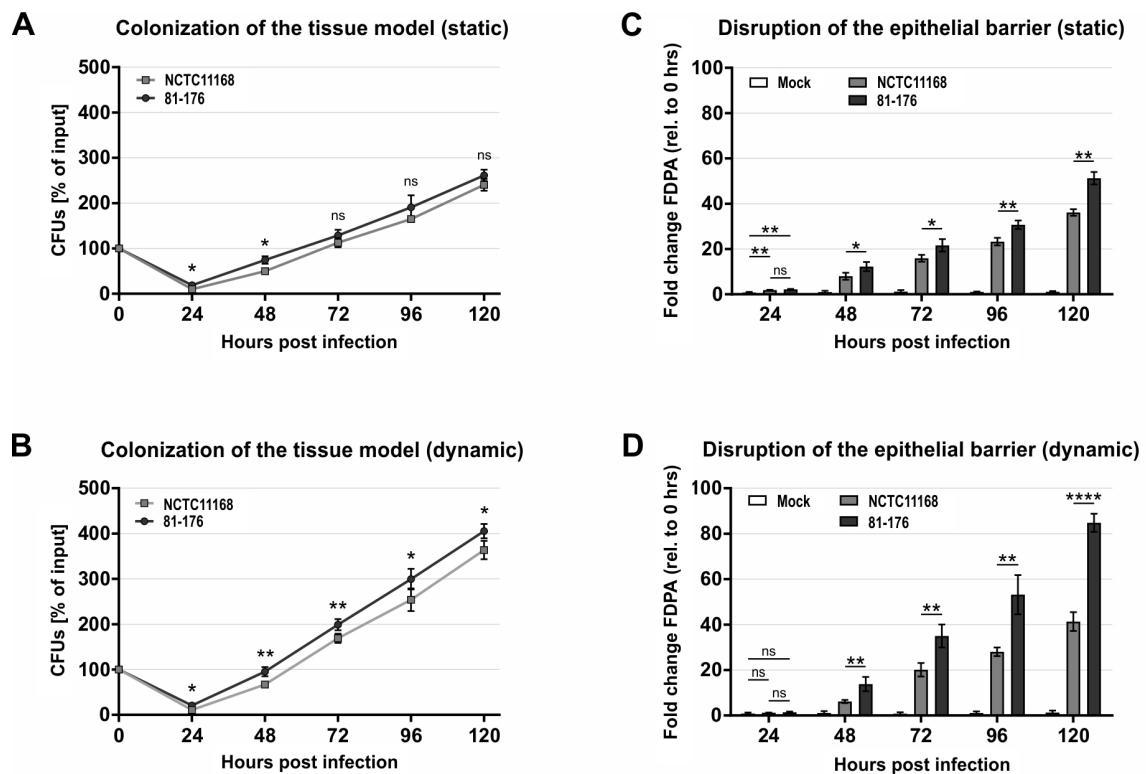 A
Colonization of the tissue model (static)
CFUs [% of input]
500
400
300
200
100
0
NCTC11168
81-176
*
*
ns
ns
ns
0 24 48 72 96 120
Hours post infection
C
Disruption of the epithelial barrier (static)
Fold change FDPA (rel. to 0 hrs)
100
80
60
40
20
0
Mock
NCTC11168
81-176
**
**
ns
*
*
**
**
24 48 72 96 120
Hours post infection
B
Colonization of the tissue model (dynamic)
CFUs [% of input]
500
400
300
200
100
0
NCTC11168
81-176
*
**
**
*
*
0 24 48 72 96 120
Hours post infection
D
Disruption of the epithelial barrier (dynamic)
Fold change FDPA (rel. to 0 hrs)
100
80
60
40
20
0
Mock
NCTC11168
81-176
ns
ns
ns
**
**
**
****
24 48 72 96 120
Hours post infection